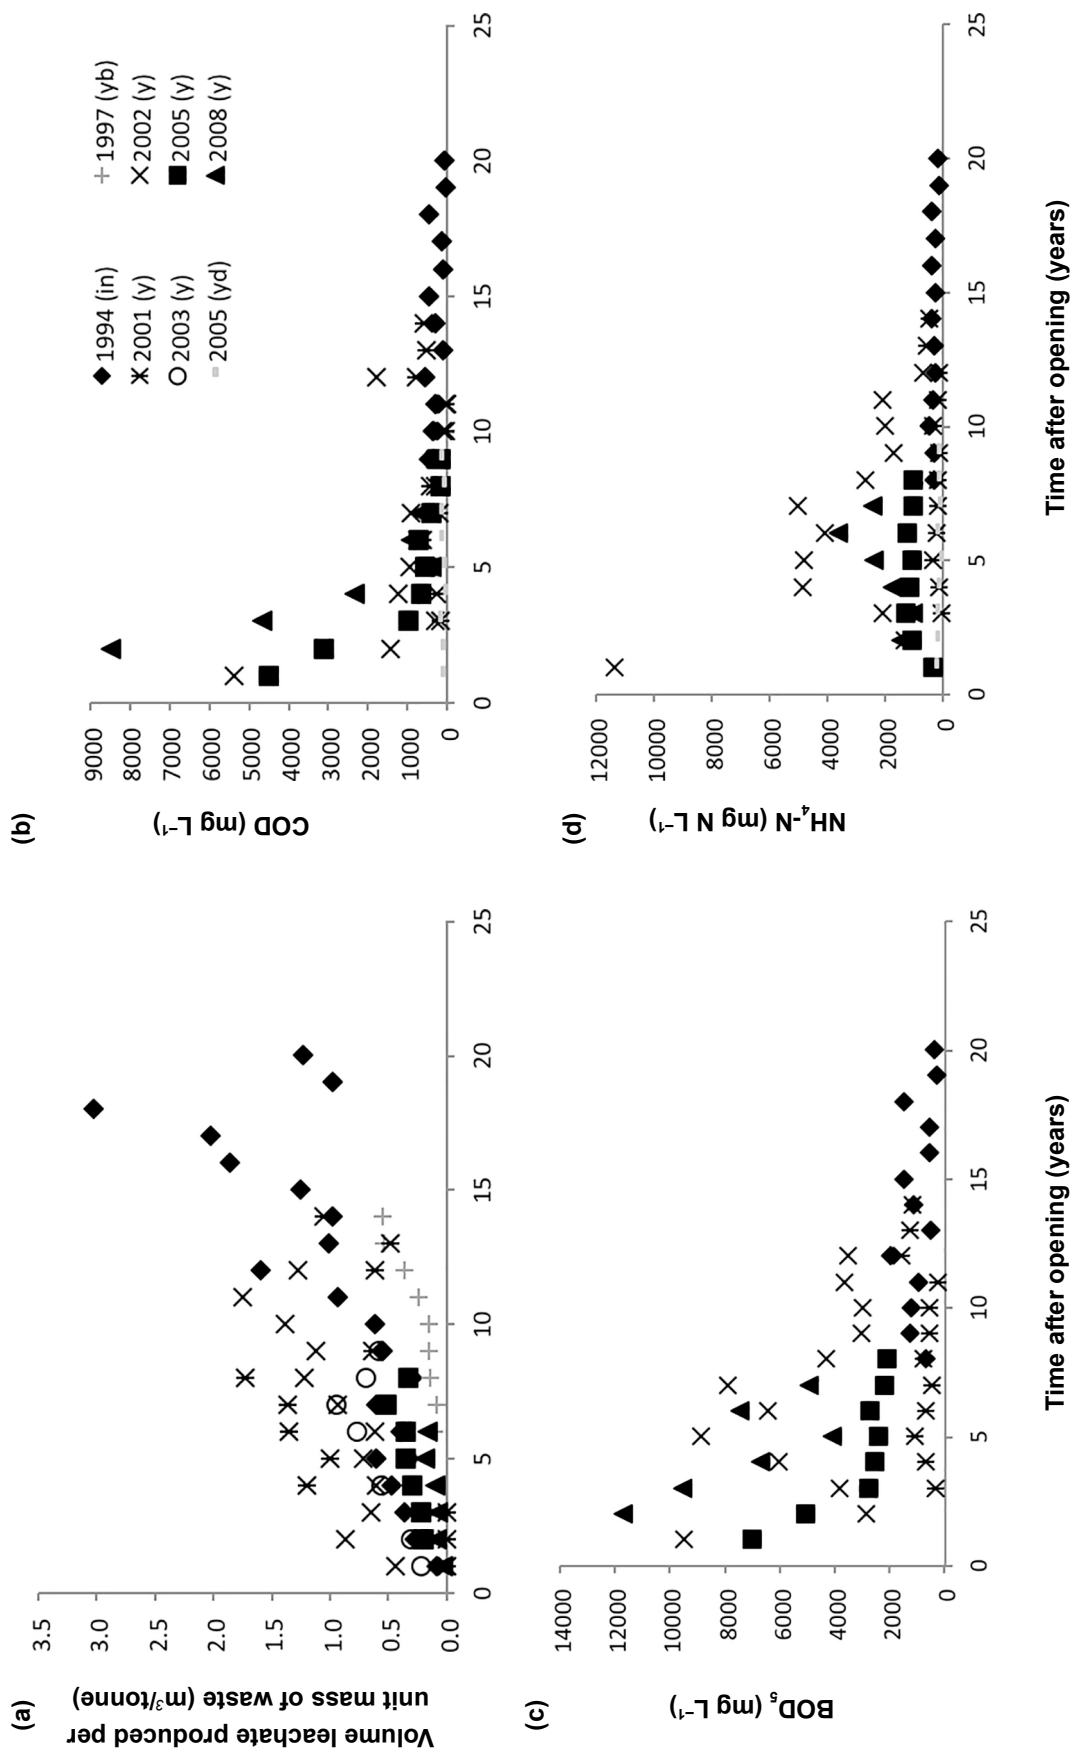 (a)
Volume leachate produced per
unit mass of waste (m³/tonne)
3.5
3.0
2.5
2.0
1.5
1.0
0.5
0.0
0 5 10 15 20 25
(b)
COD (mg L⁻¹)
9000
8000
7000
6000
5000
4000
3000
2000
1000
0
0 5 10 15 20 25
1994 (in) 1997 (yb)
2001 (y) 2002 (y)
2003 (y) 2005 (y)
2005 (yd) 2008 (y)
(c)
BOD₅ (mg L⁻¹)
14000
12000
10000
8000
6000
4000
2000
0
0 5 10 15 20 25
Time after opening (years)
(d)
NH₄-N (mg N L⁻¹)
12000
10000
8000
6000
4000
2000
0
0 5 10 15 20 25
Time after opening (years)